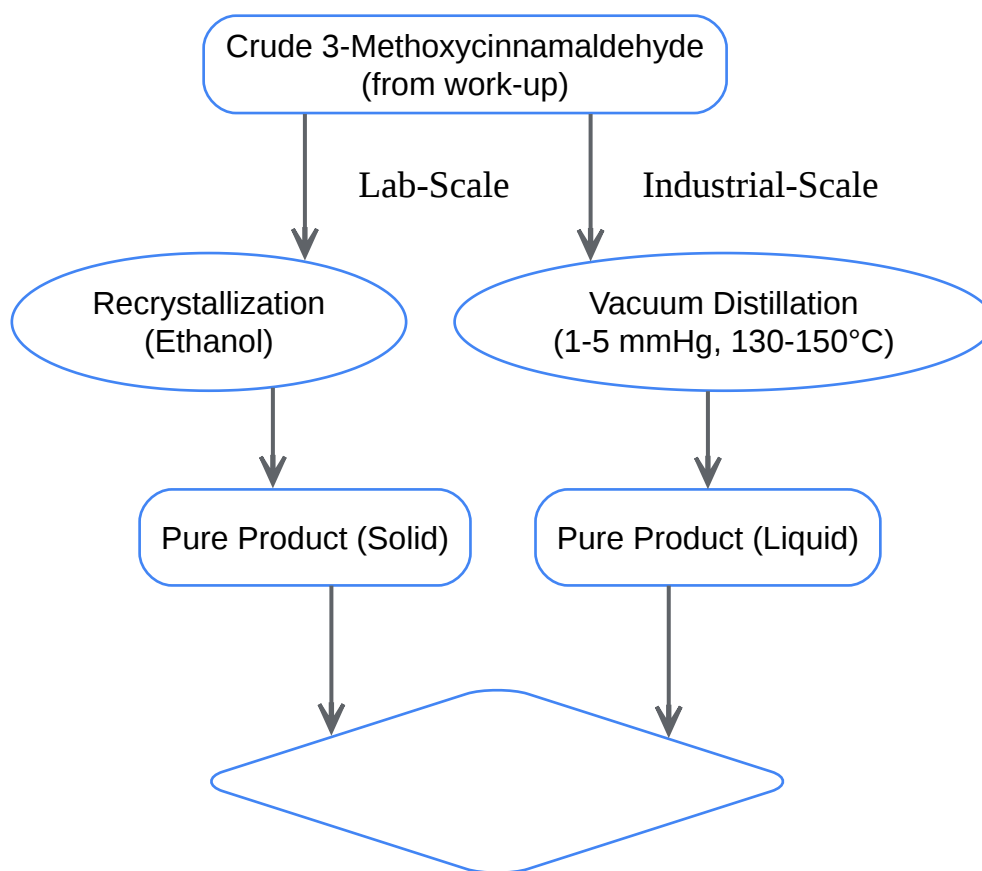 Crude 3-Methoxycinnamaldehyde
(from work-up)
Lab-Scale
Industrial-Scale
Recrystallization
(Ethanol)
Vacuum Distillation
(1-5 mmHg, 130-150°C)
Pure Product (Solid)
Pure Product (Liquid)